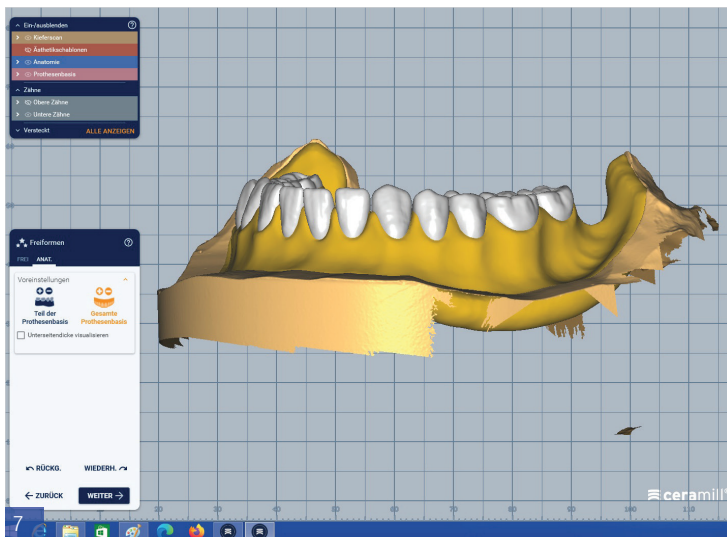 Ein-/ausblenden
Kieferscan
Ästhetikschablonen
Anatomie
Prothesenbasis
Zähne
Obere Zähne
Untere Zähne
Versteckt ALLE ANZEIGEN
Freiformen
FREI ANAT.
Voreinstellungen
Teil der Prothesenbasis
Gesamte Prothesenbasis
Unterseitendicke visualisieren
RÜCKG. WIEDERH.
ZURÜCK WEITER
ceramill
7
20 30 40 50 60 70 80 90 100 110